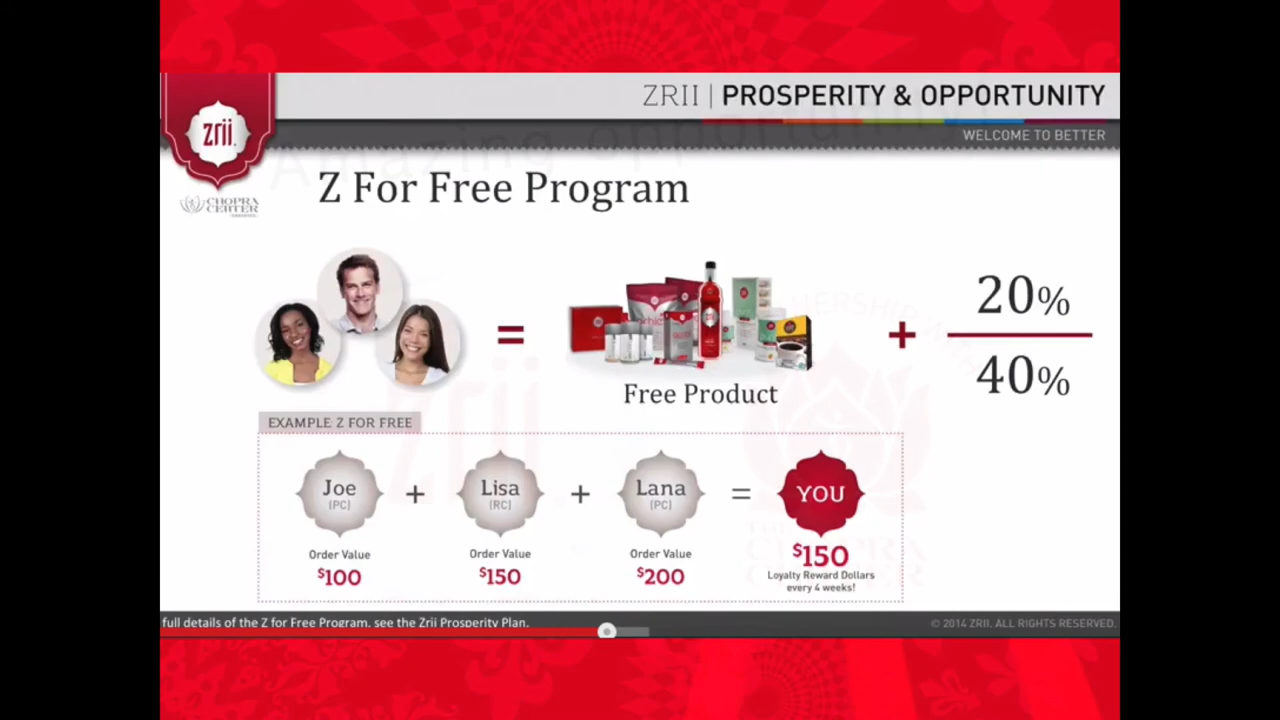 ZRII | PROSPERITY & OPPORTUNITY
WELCOME TO BETTER
zrii
CHOPRA
CENTER
Z For Free Program
=
+
20%
40%
Free Product
EXAMPLE: Z FOR FREE
Joe
(PC)
+
Lisa
(RC)
+
Lana
(PC)
=
YOU
Order Value
$100
Order Value
$150
Order Value
$200
$150
Loyalty Reward Dollars
every 4 weeks!
full details of the Z for Free Program, see the Zrii Prosperity Plan.
© 2014 ZRII. ALL RIGHTS RESERVED.